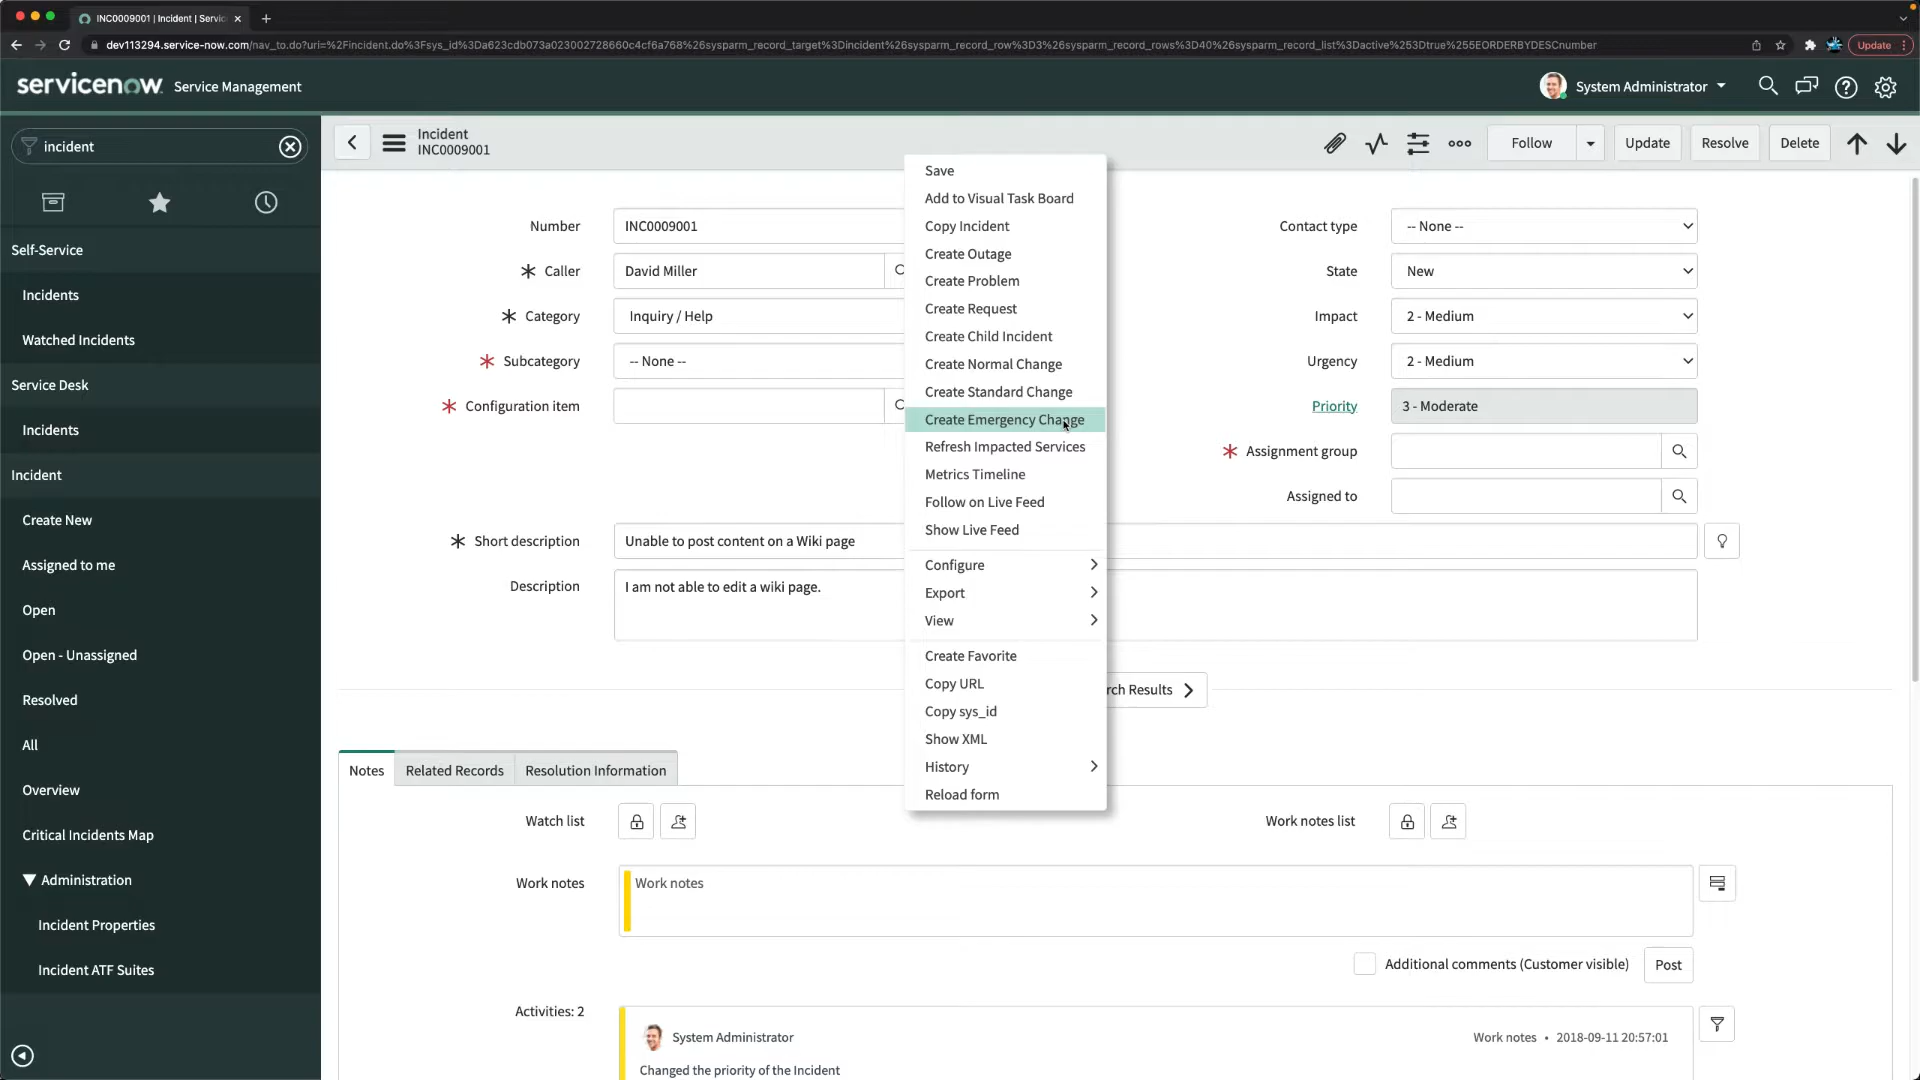 INC0009001 | Incident | Servic
dev113294.service-now.com/nav_to.do?uri=%2Fincident.do%3Fsys_id%3Da623cdb073a023002728660c4cf6a768%26sysparm_record_target%3Dincident%26sysparm_record_row%3D3%26sysparm_record_rows%3D40%26sysparm_record_list%3Dactive%253Dtrue%255EORDERBYDESCnumber
Update
servicenow
Service Management
System Administrator
incident
Self-Service
Incidents
Watched Incidents
Service Desk
Incidents
Incident
Create New
Assigned to me
Open
Open - Unassigned
Resolved
All
Overview
Critical Incidents Map
Administration
Incident Properties
Incident ATF Suites
Incident
INC0009001
Follow
Update
Resolve
Delete
Number
INC0009001
Caller
David Miller
Category
Inquiry / Help
Subcategory
-- None --
Configuration item
Contact type
-- None --
State
New
Impact
2 - Medium
Urgency
2 - Medium
Priority
3 - Moderate
Assignment group
Assigned to
Short description
Unable to post content on a Wiki page
Description
I am not able to edit a wiki page.
Save
Add to Visual Task Board
Copy Incident
Create Outage
Create Problem
Create Request
Create Child Incident
Create Normal Change
Create Standard Change
Create Emergency Change
Refresh Impacted Services
Metrics Timeline
Follow on Live Feed
Show Live Feed
Configure
Export
View
Create Favorite
Copy URL
Copy sys_id
Show XML
History
Reload form
rch Results
Notes
Related Records
Resolution Information
Watch list
Work notes list
Work notes
Work notes
Additional comments (Customer visible)
Post
Activities: 2
System Administrator
Work notes • 2018-09-11 20:57:01
Changed the priority of the Incident